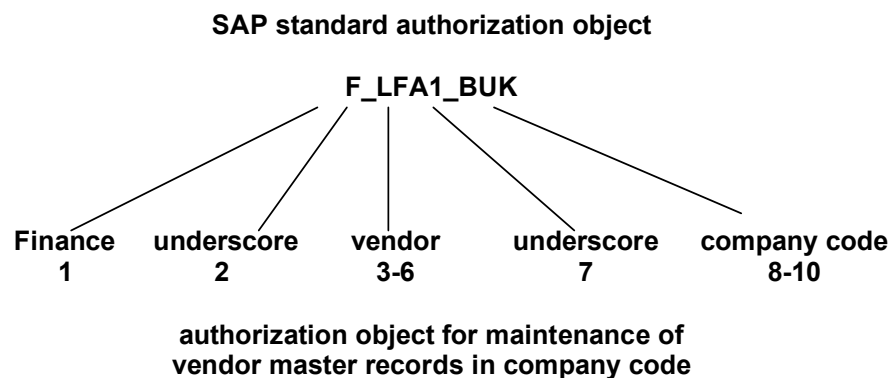 SAP standard authorization object
F_LFA1_BUK
Finance underscore vendor underscore company code
1 2 3-6 7 8-10
authorization object for maintenance of
vendor master records in company code